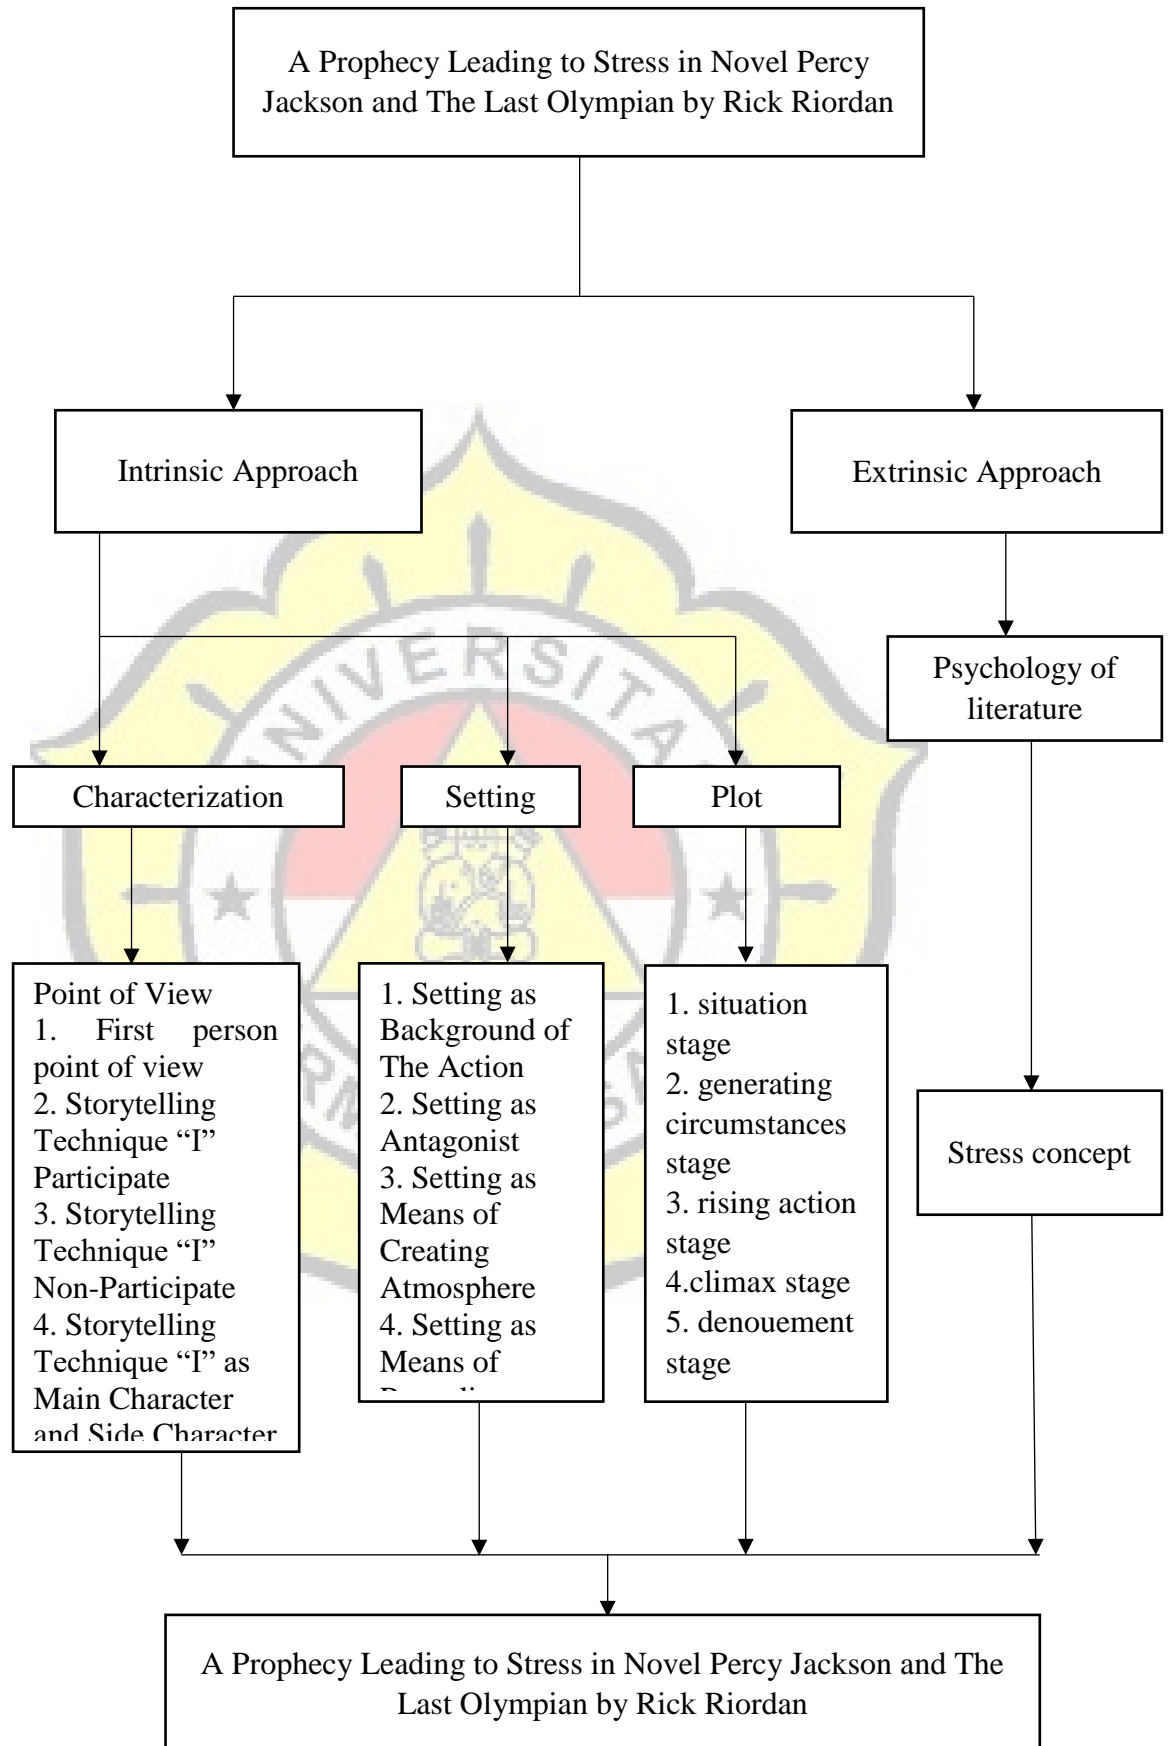 A Prophecy Leading to Stress in Novel Percy
Jackson and The Last Olympian by Rick Riordan
Intrinsic Approach
Extrinsic Approach
UNIVERSITA
Psychology of
literature
Characterization
Setting
Plot
Point of View
1. First person
point of view
2. Storytelling
Technique “I”
Participate
3. Storytelling
Technique “I”
Non-Participate
4. Storytelling
Technique “I” as
Main Character
and Side Character
1. Setting as
Background of
The Action
2. Setting as
Antagonist
3. Setting as
Means of
Creating
Atmosphere
4. Setting as
Means of
1. situation
stage
2. generating
circumstances
stage
3. rising action
stage
4.climax stage
5. denouement
stage
Stress concept
A Prophecy Leading to Stress in Novel Percy Jackson and The
Last Olympian by Rick Riordan